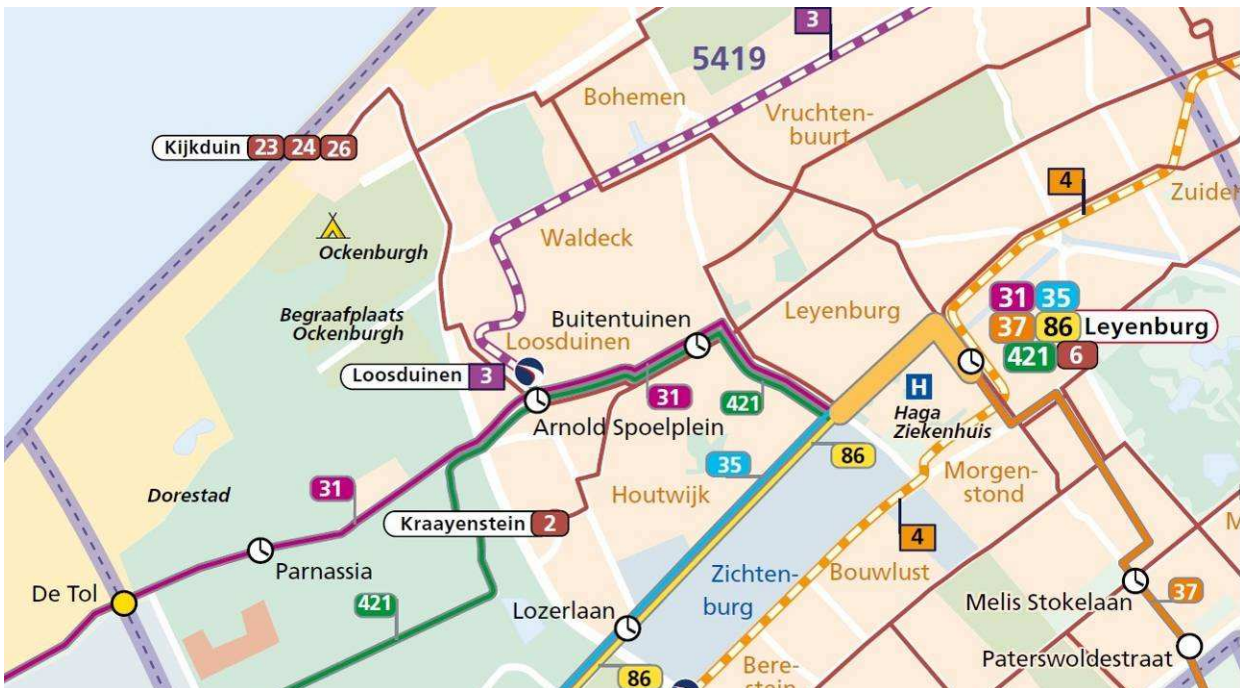 3
5419
Bohemen
Vruchten-
buurt
Kijkduin 23 24 26
4
Zuider
Ockenburgh
Waldeck
Begraafplaats
Ockenburgh
Leyenburg
31 35
37 86 Leyenburg
421 6
Buitentuinen
Loosduinen
Loosduinen 3
31
421
H
Haga
Ziekenhuis
Arnold Spoelplein
86
35
Morgen-
stond
Dorestad
31
Houtwijk
Kraayenstein 2
4
Parnassia
Zichten-
burg
Bouwlust
De Tol
421
Lozerlaan
Melis Stokelaan
37
Paterswoldestraat
86
Bere-
stein
M